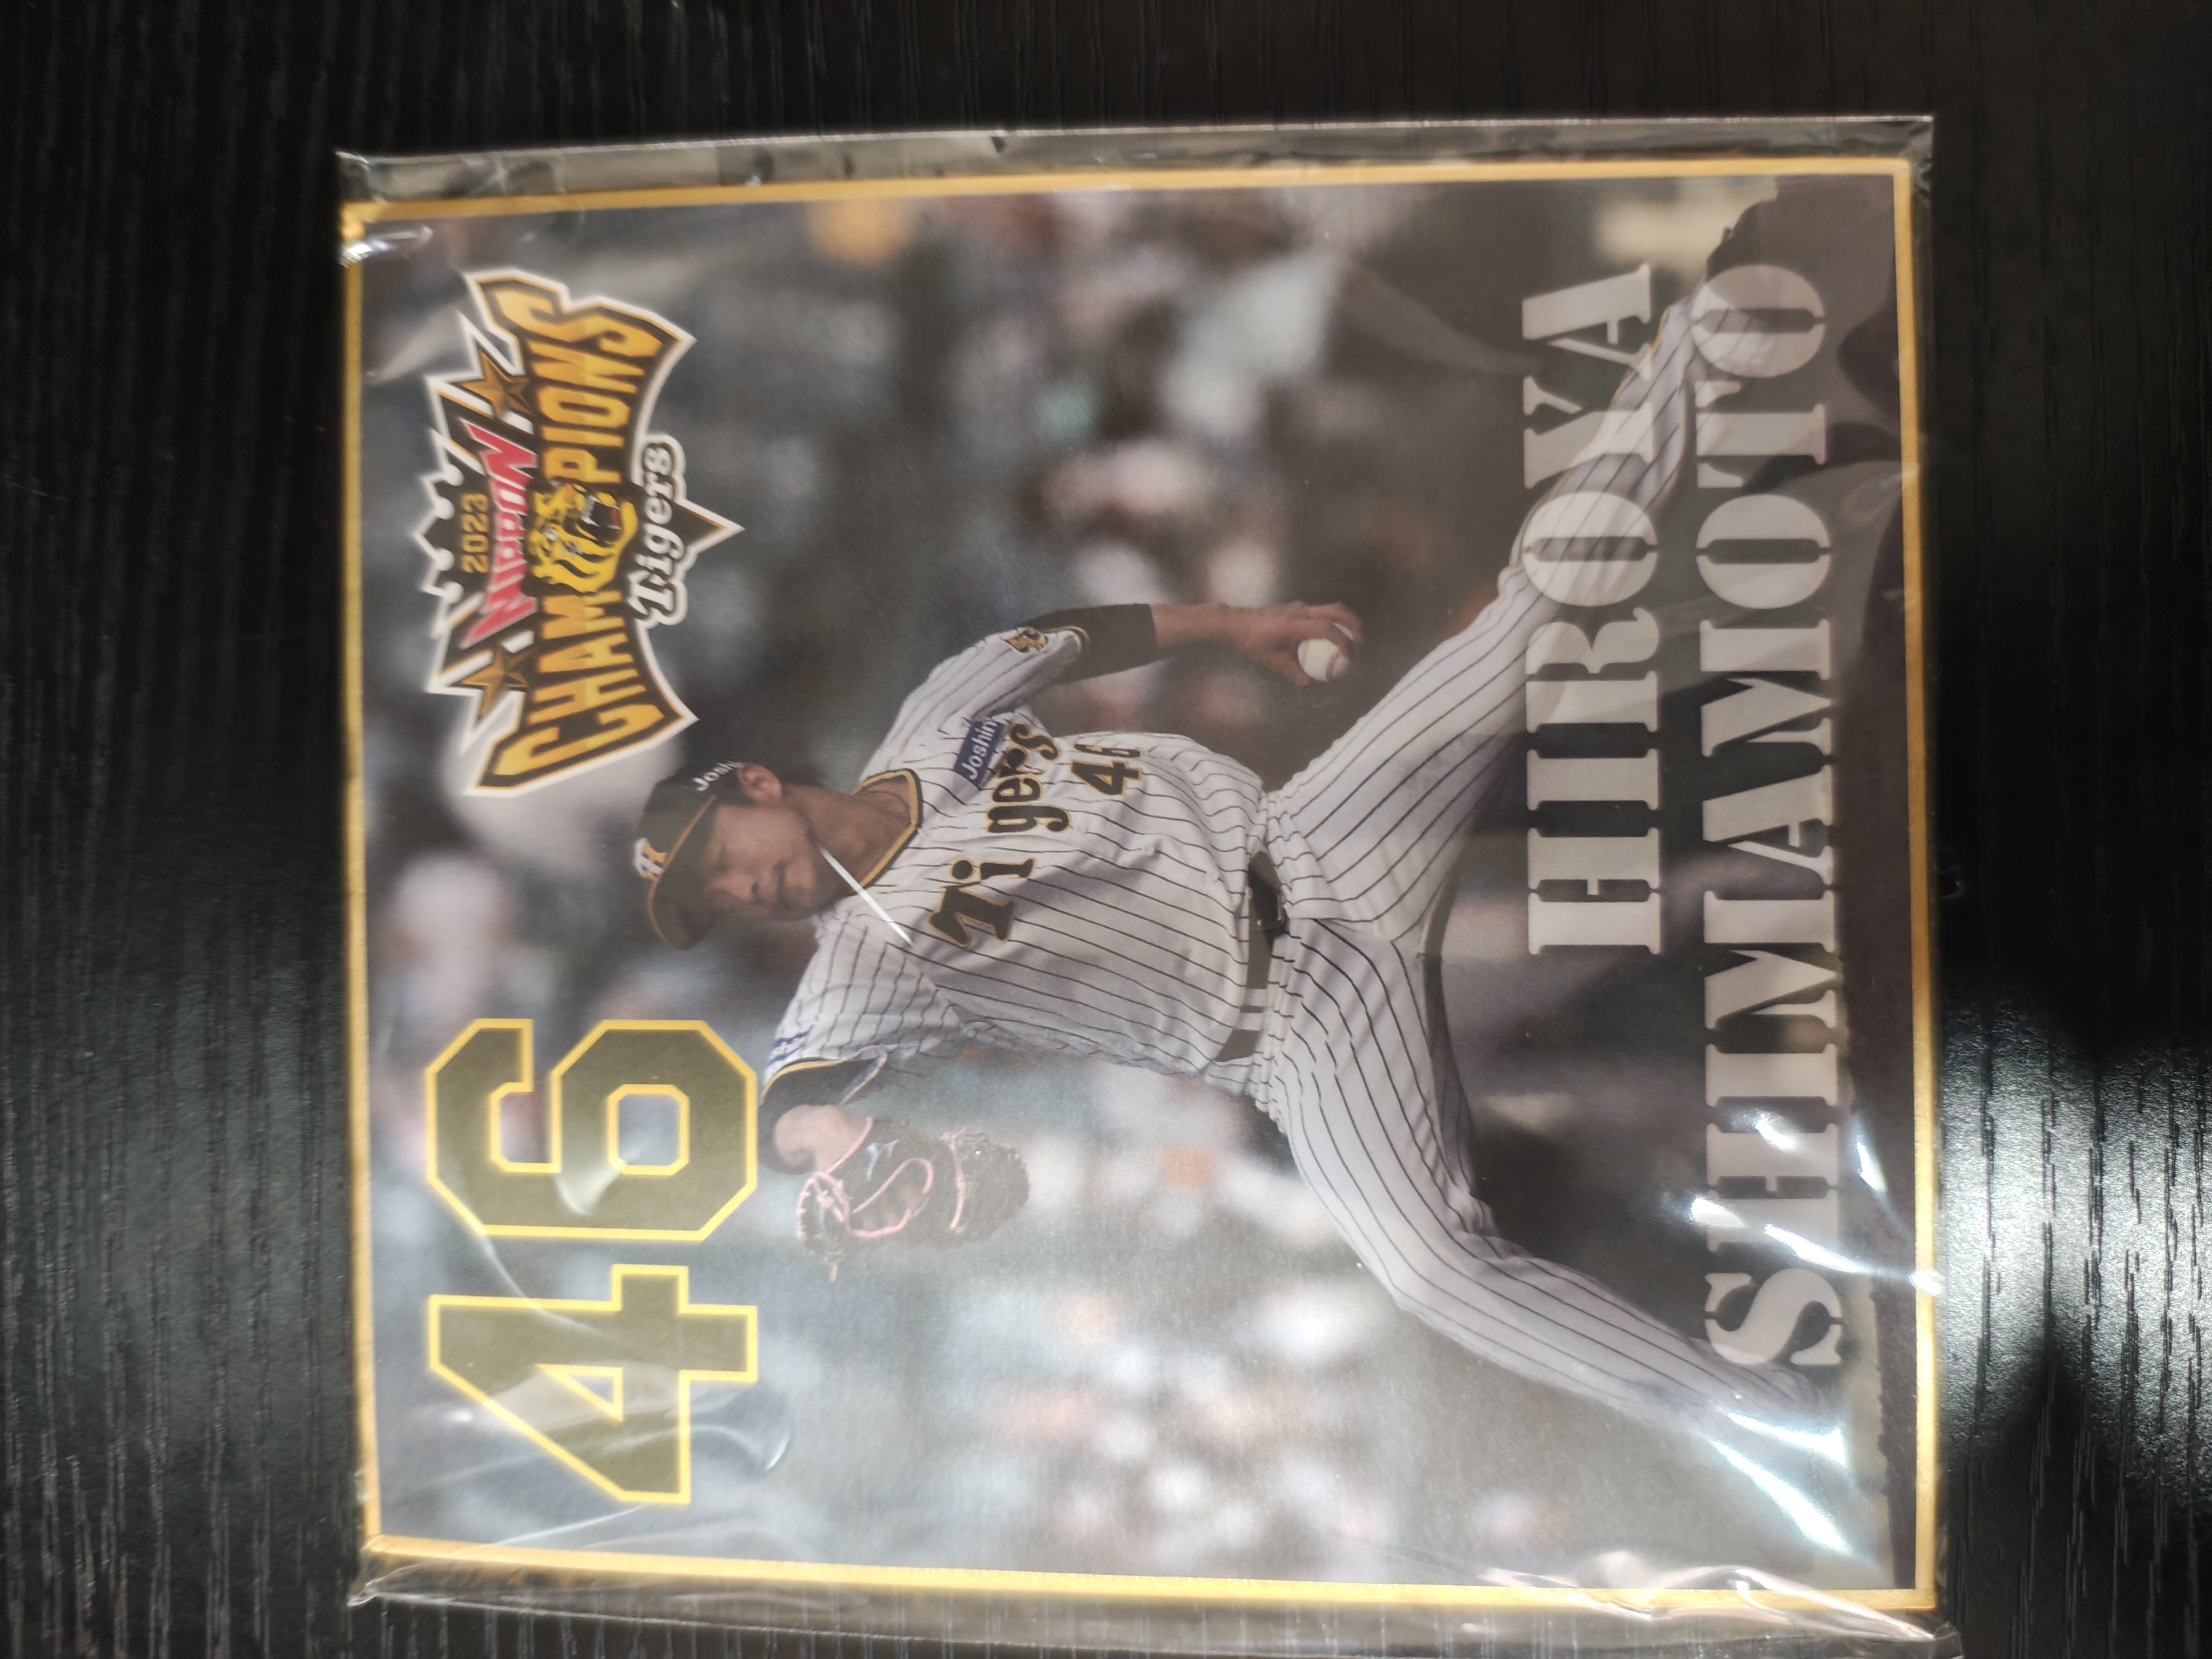 46
2023
NIPPON
CHAMPIONS
Tigers
Joshin
Tigers
46
HIROYA
SHIMAMOTO